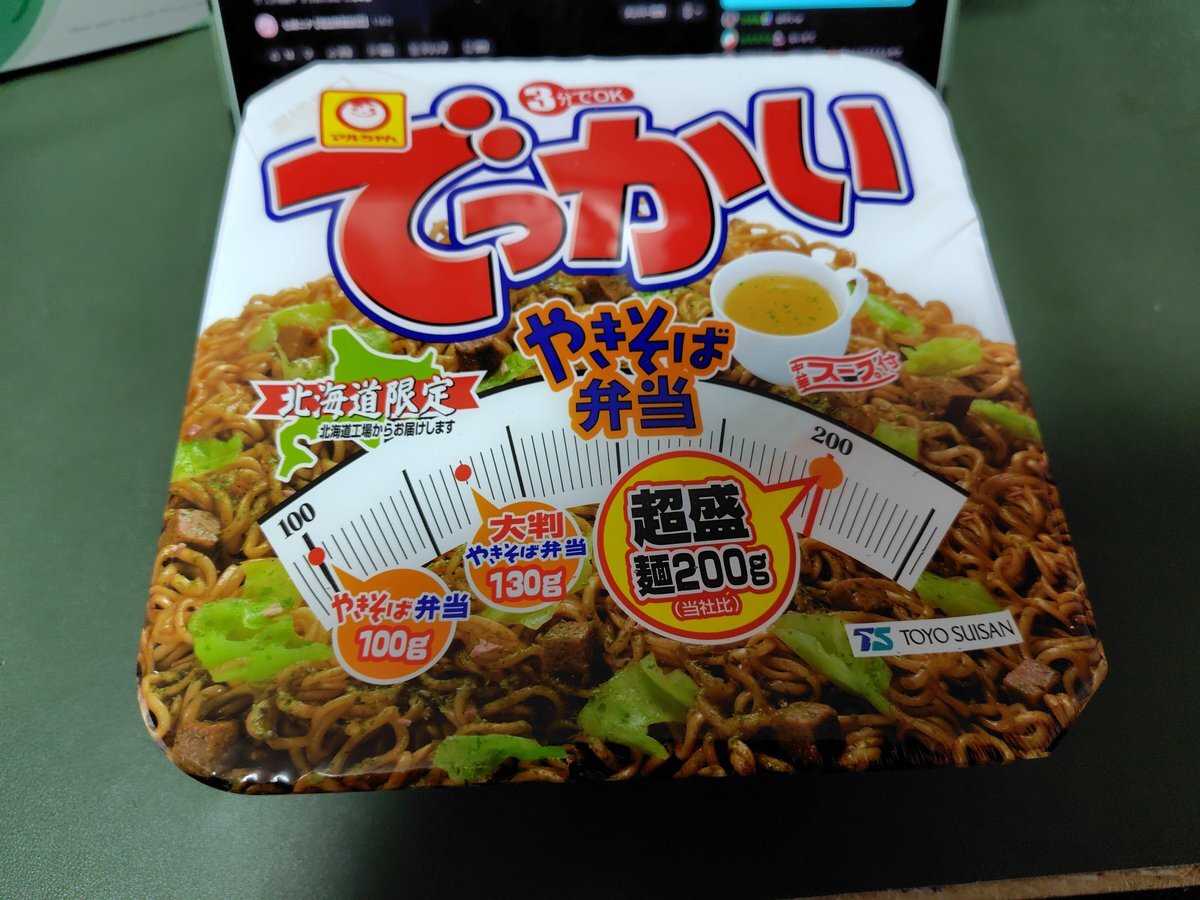 3分でOK
マルちゃん
でっかい
やきそば
弁当
中華スープ付き
北海道限定
北海道工場からお届けします
100
200
大判
やきそば弁当
130g
超盛
麺200g
(当社比)
やきそば弁当
100g
TS TOYO SUISAN